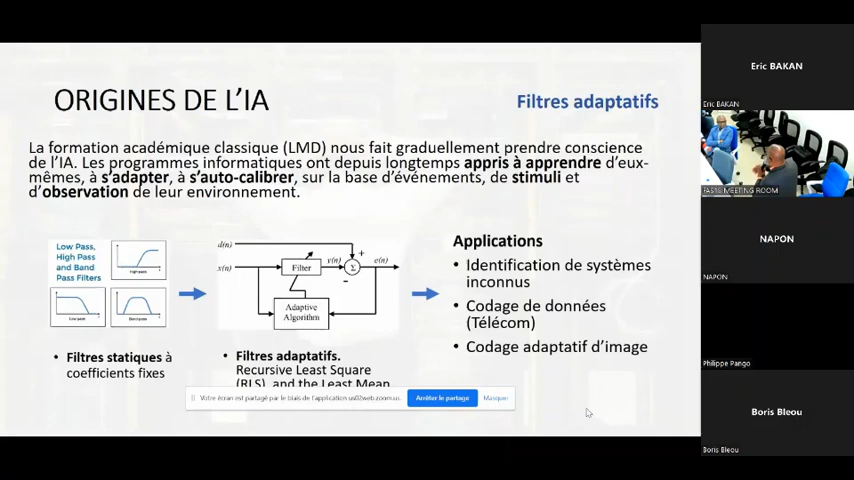 ORIGINES DE L'IA
Filtres adaptatifs
La formation académique classique (LMD) nous fait graduellement prendre conscience
de l'IA. Les programmes informatiques ont depuis longtemps appris à apprendre d'eux-
mêmes, à s'adapter, à s'auto-calibrer, sur la base d'événements, de stimuli et
d'observation de leur environnement.
Low Pass,
High Pass
and Band
Pass Filters
High pass
Low pass
Band pass
• Filtres statiques à
coefficients fixes
d(n)
x(n)
Filter
y(n)
+
Σ
-
e(n)
Adaptive
Algorithm
• Filtres adaptatifs.
Recursive Least Square
(RLS), and the Least Mean
Applications
• Identification de systèmes
inconnus
• Codage de données
(Télécom)
• Codage adaptatif d'image
Votre écran est partagé par le biais de l'application us02web.zoom.us.
Arrêter le partage
Masquer
Eric BAKAN
Eric BAKAN
MEETING ROOM
NAPON
NAPON
Philippe Pango
Boris Bleou
Boris Bleou